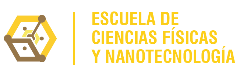 ESCUELA DE
CIENCIAS FÍSICAS
Y NANOTECNOLOGÍA